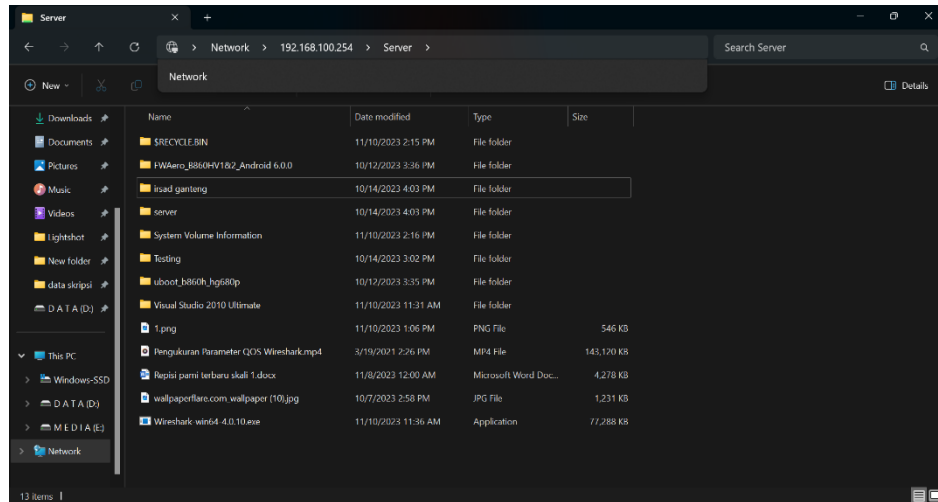 Server
Network > 192.168.100.254 > Server >
Search Server
Network
New
Details
Name Date modified Type Size
Downloads
Documents
Pictures
Music
Videos
Lightshot
New folder
data skripsi
D A T A (D:)
This PC
Windows-SSD
D A T A (D:)
M E D I A (E:)
Network
$RECYCLE.BIN 11/10/2023 2:15 PM File folder
FWAero_B860HV1&2_Android 6.0.0 10/12/2023 3:36 PM File folder
irsad ganteng 10/14/2023 4:03 PM File folder
server 10/14/2023 4:03 PM File folder
System Volume Information 11/10/2023 2:16 PM File folder
Testing 10/14/2023 3:02 PM File folder
uboot_b860h_hg680p 10/12/2023 3:35 PM File folder
Visual Studio 2010 Ultimate 11/10/2023 11:31 AM File folder
1.png 11/10/2023 1:06 PM PNG File 546 KB
Pengukuran Parameter QOS Wireshark.mp4 3/19/2021 2:26 PM MP4 File 143,120 KB
Repisi pami terbaru skali 1.docx 11/8/2023 12:00 AM Microsoft Word Doc... 4,278 KB
wallpaperflare.com_wallpaper (10).jpg 10/7/2023 2:58 PM JPG File 1,231 KB
Wireshark-win64-4.0.10.exe 11/10/2023 11:36 AM Application 77,288 KB
13 items